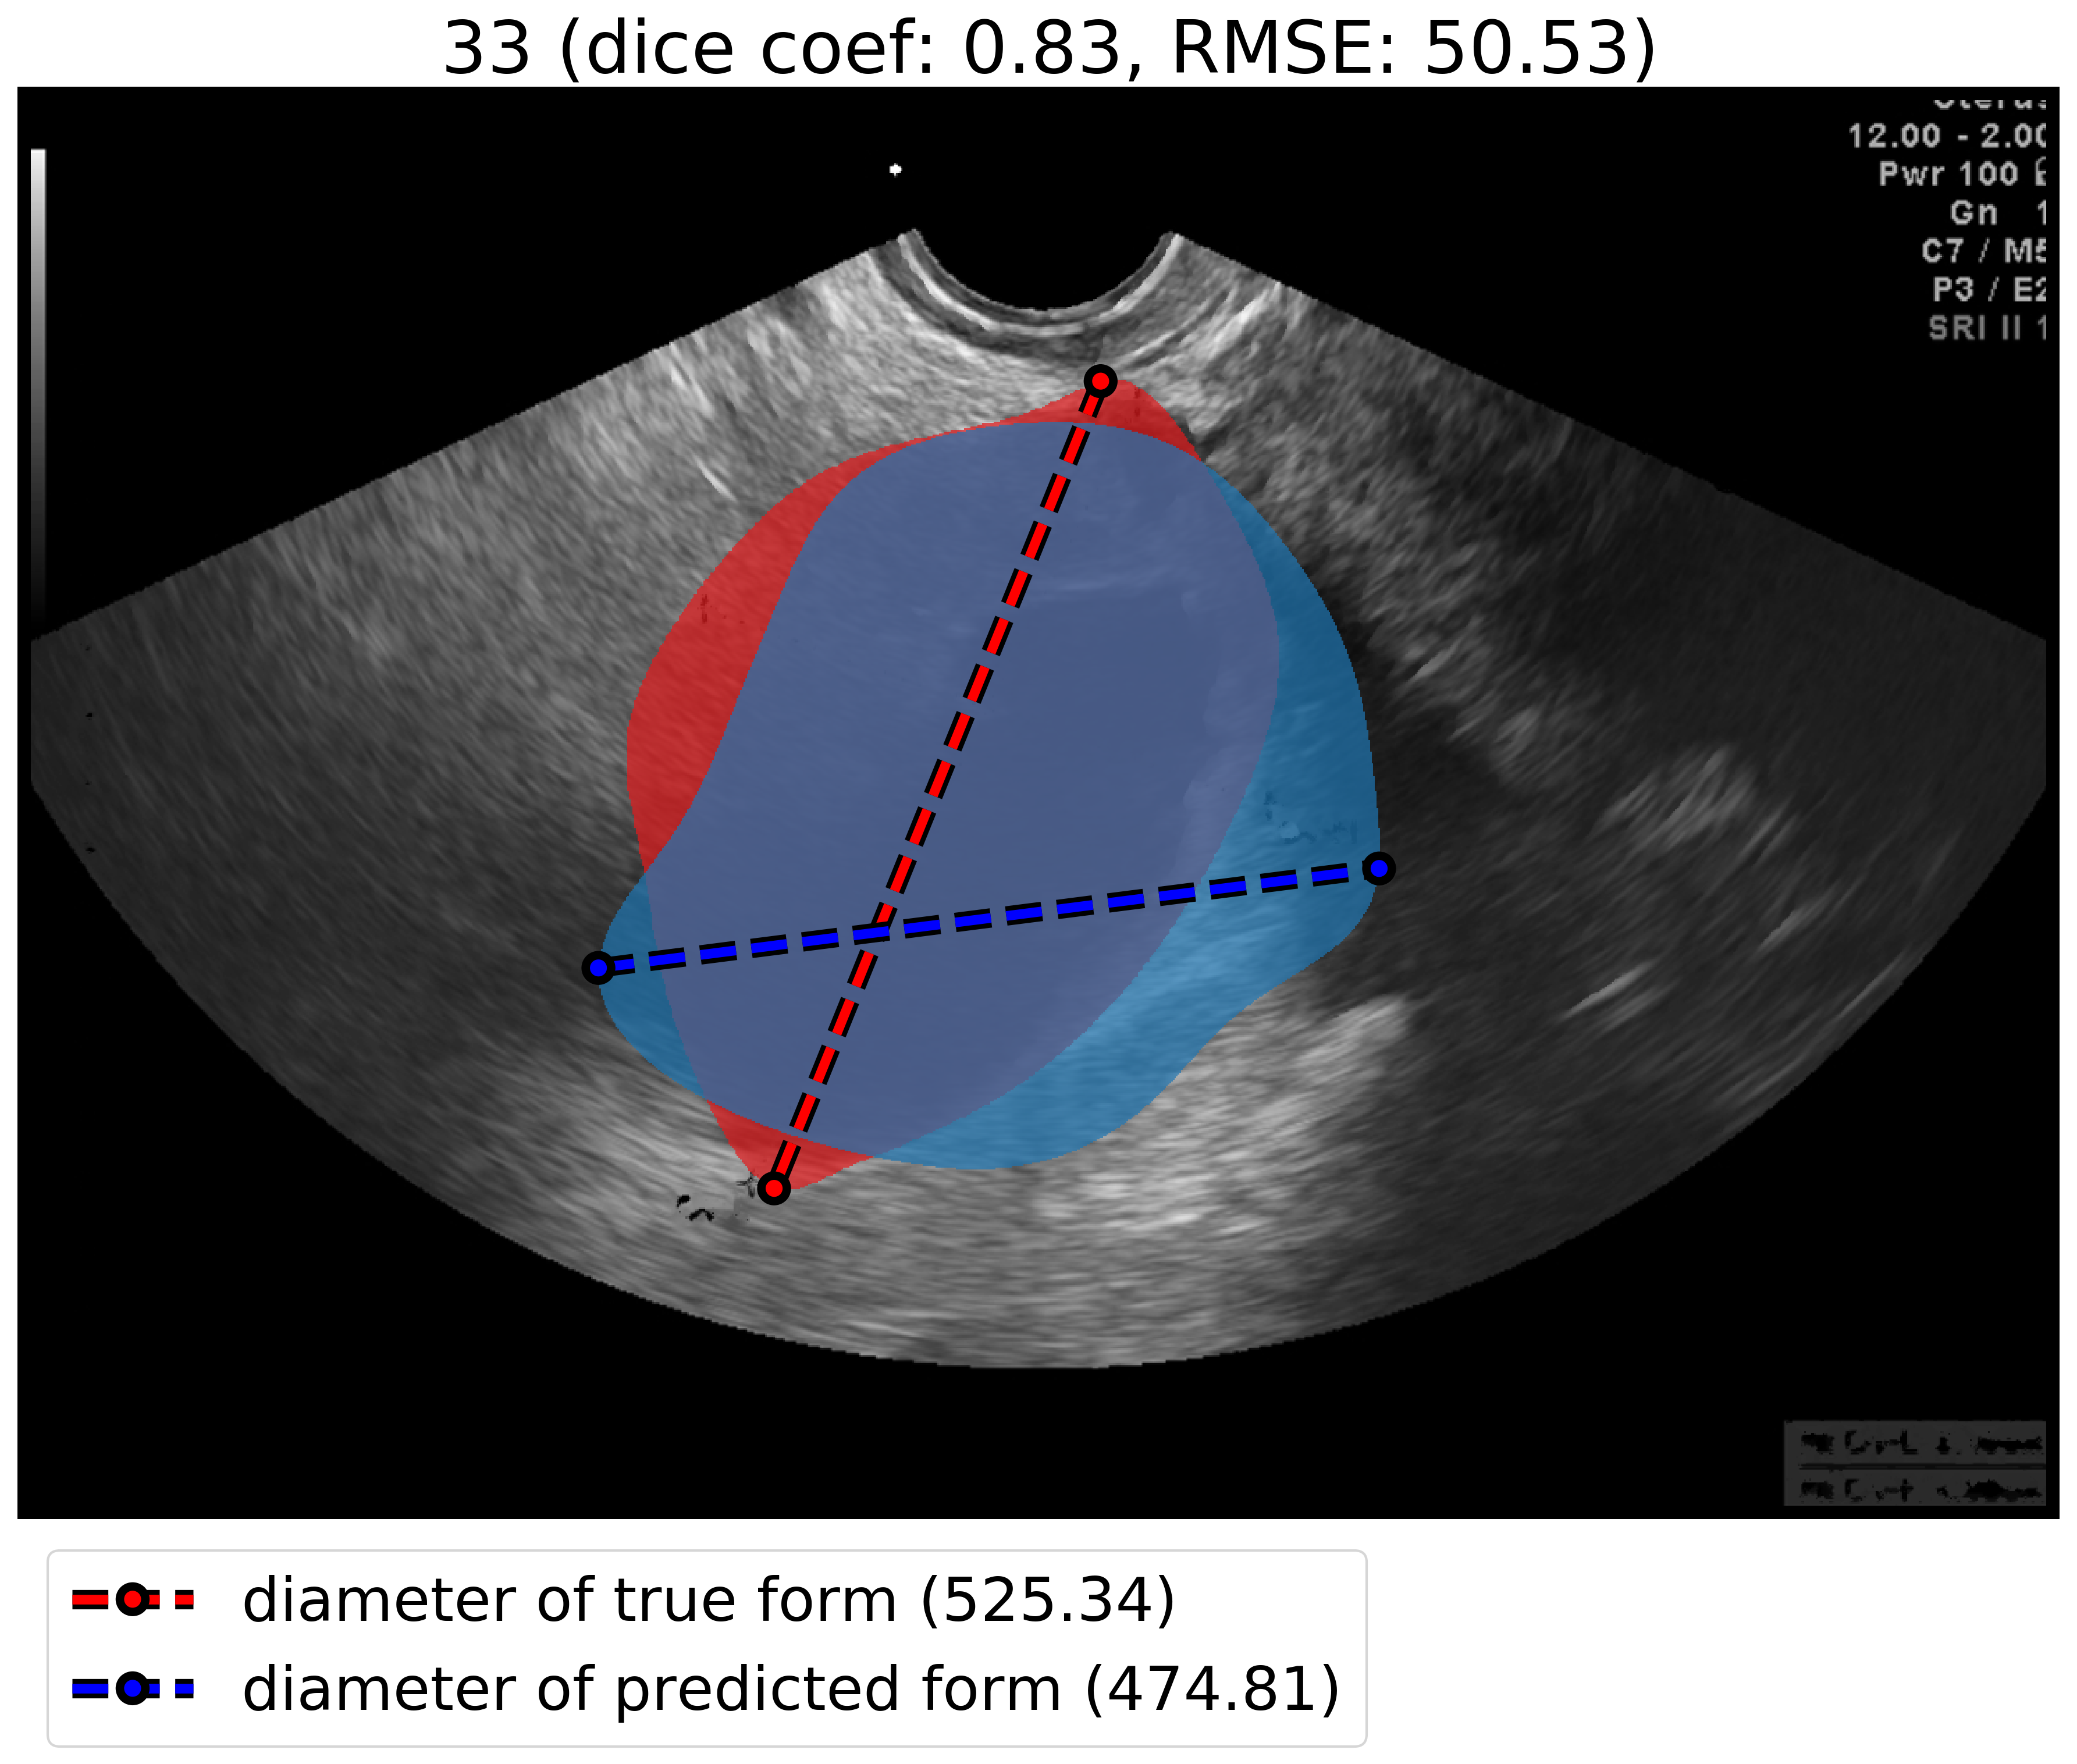 33 (dice coef: 0.83, RMSE: 50.53)
12.00 - 2.00
Pwr 100
Gn 1
C7 / M5
P3 / E2
SRI II 1
diameter of true form (525.34)
diameter of predicted form (474.81)